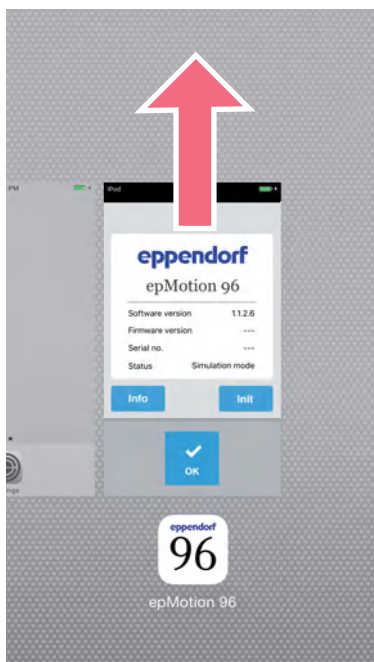 PM
iPod
eppendorf
epMotion 96
Software version 1.1.2.6
Firmware version ---
Serial no. ---
Status Simulation mode
Info Init
OK
ngs
eppendorf
96
epMotion 96